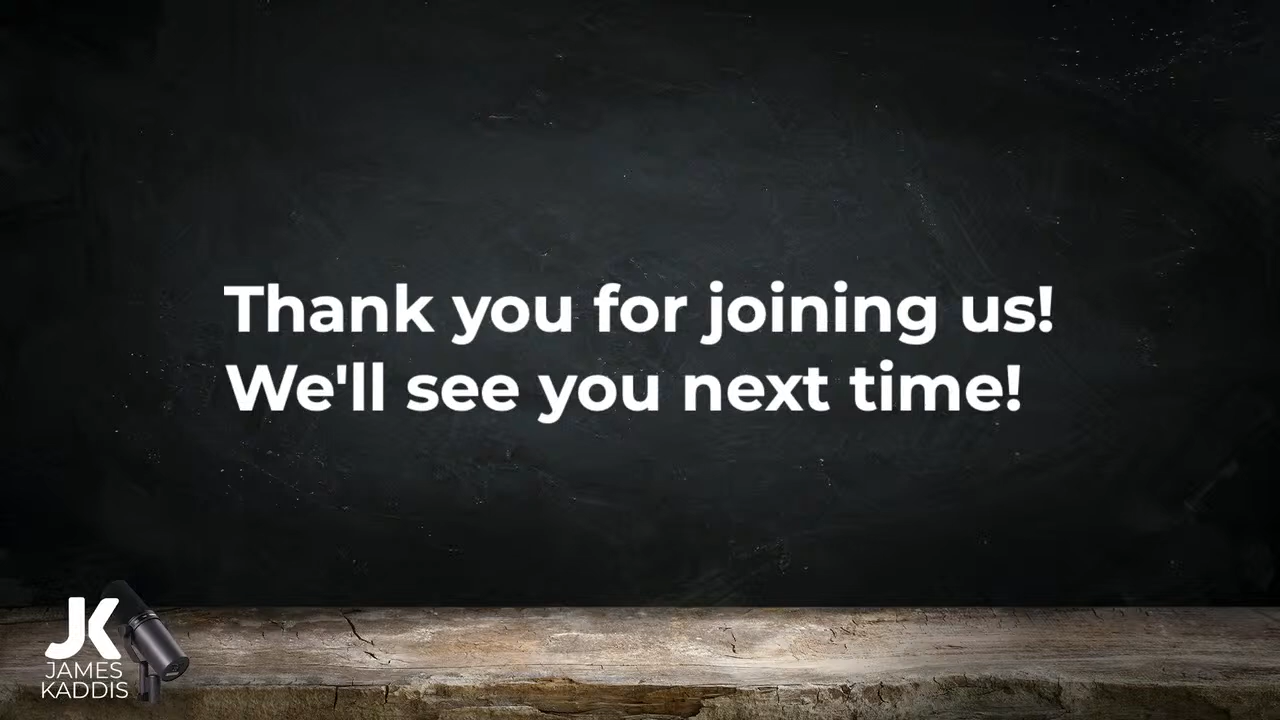 Thank you for joining us!
We'll see you next time!
JK
JAMES
KADDIS